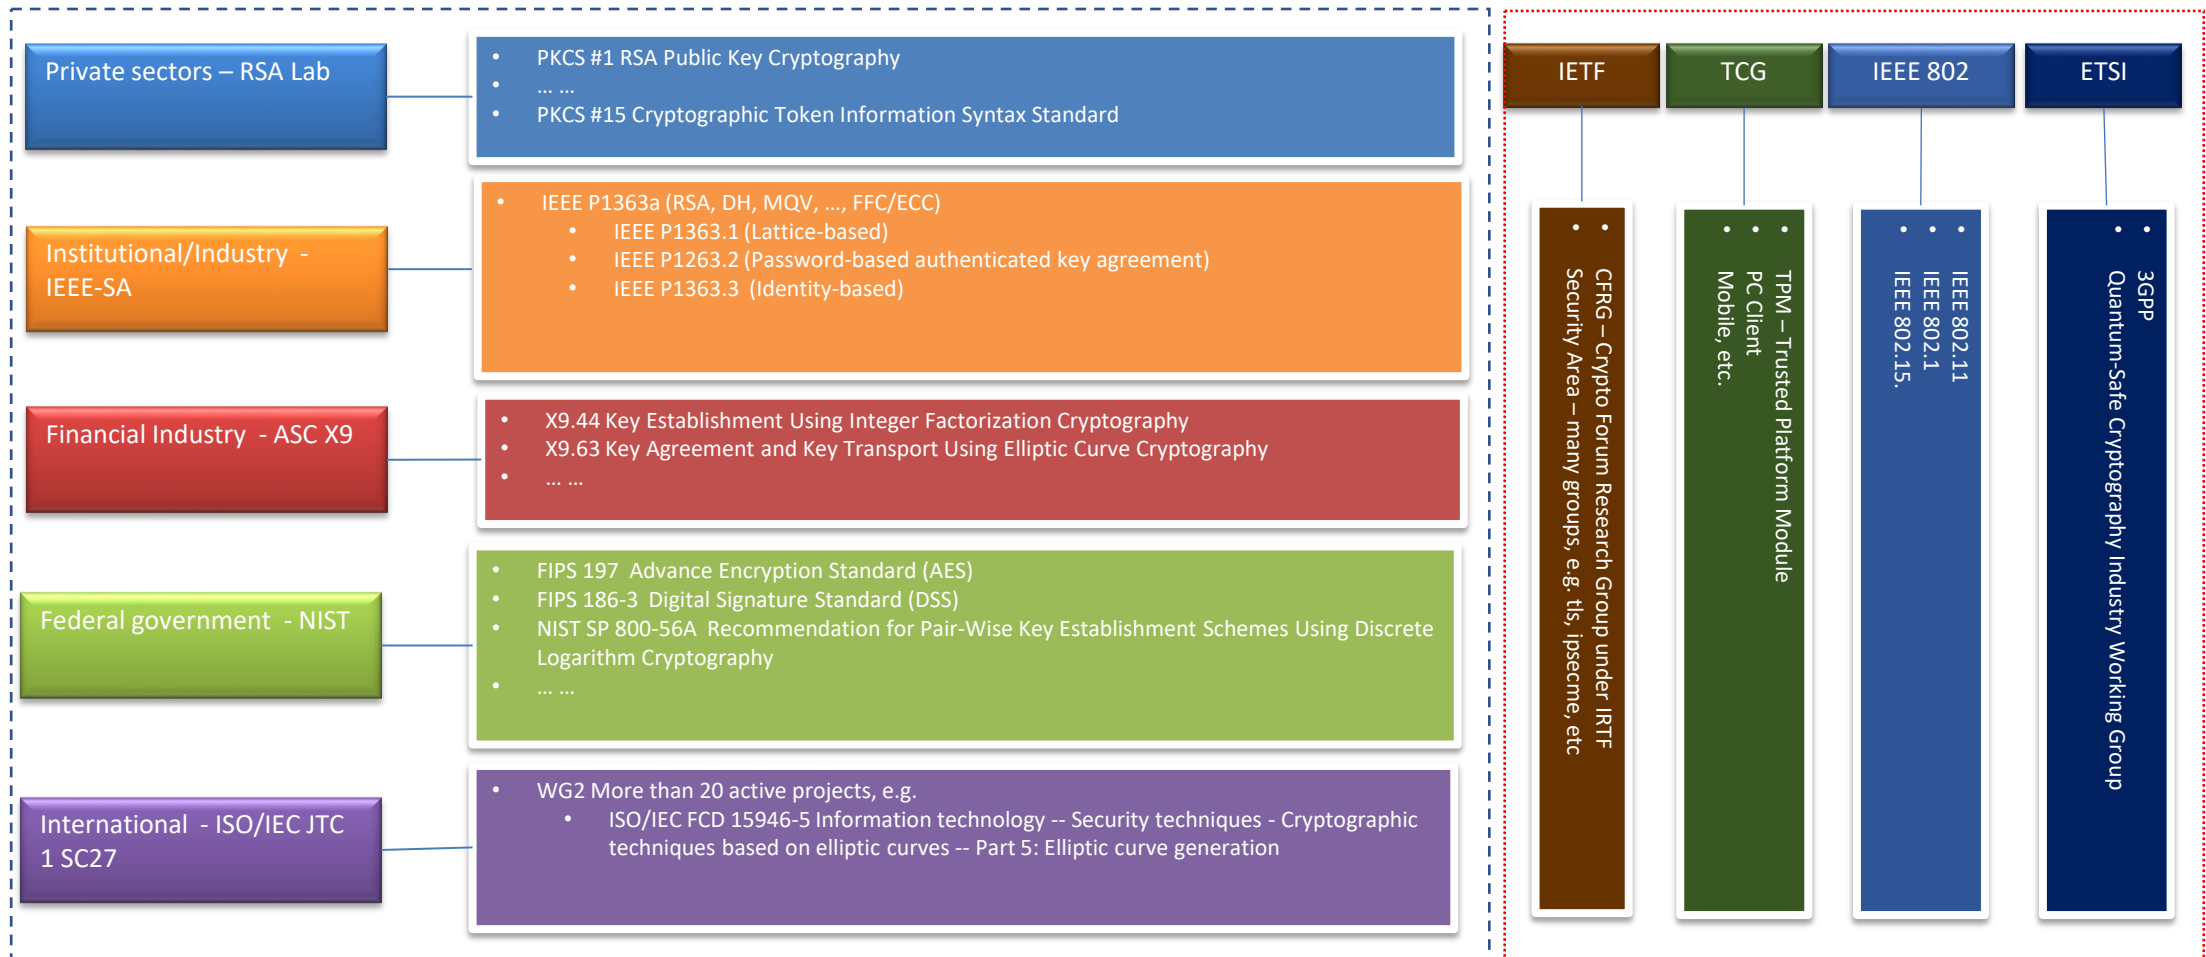 Private sectors – RSA Lab
• PKCS #1 RSA Public Key Cryptography
• … …
• PKCS #15 Cryptographic Token Information Syntax Standard
Institutional/Industry - 
IEEE-SA
• IEEE P1363a (RSA, DH, MQV, …, FFC/ECC)
• IEEE P1363.1 (Lattice-based)
• IEEE P1263.2 (Password-based authenticated key agreement)
• IEEE P1363.3 (Identity-based)
Financial Industry - ASC X9
• X9.44 Key Establishment Using Integer Factorization Cryptography
• X9.63 Key Agreement and Key Transport Using Elliptic Curve Cryptography
• … …
Federal government - NIST
• FIPS 197 Advance Encryption Standard (AES)
• FIPS 186-3 Digital Signature Standard (DSS)
• NIST SP 800-56A Recommendation for Pair-Wise Key Establishment Schemes Using Discrete
Logarithm Cryptography
• … …
International - ISO/IEC JTC
1 SC27
• WG2 More than 20 active projects, e.g.
• ISO/IEC FCD 15946-5 Information technology -- Security techniques - Cryptographic
techniques based on elliptic curves -- Part 5: Elliptic curve generation
IETF
• CFRG – Crypto Forum Research Group under IRTF
• Security Area – many groups, e.g. tls, ipsecme, etc
TCG
• TPM – Trusted Platform Module
• PC Client
• Mobile, etc.
IEEE 802
• IEEE 802.11
• IEEE 802.1
IEEE 802.15.
ETSI
• 3GPP
• Quantum-Safe Cryptography Industry Working Group